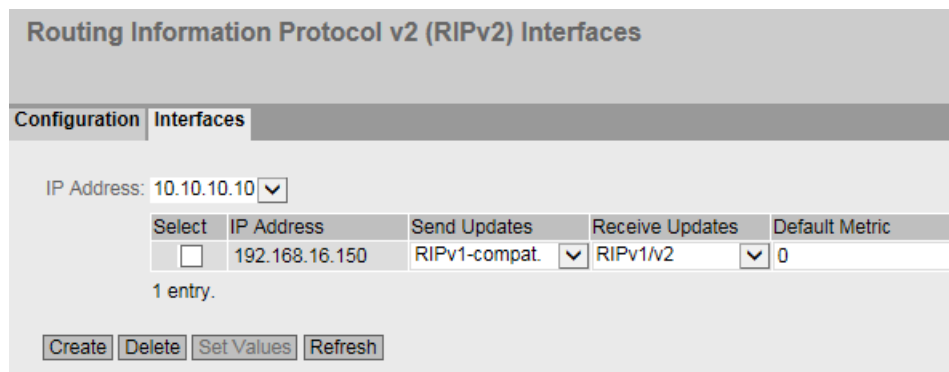 Routing Information Protocol v2 (RIPv2) Interfaces
Configuration Interfaces
IP Address: 10.10.10.10
Select IP Address Send Updates Receive Updates Default Metric
192.168.16.150 RIPv1-compat. RIPv1/v2 0
1 entry.
Create Delete Set Values Refresh